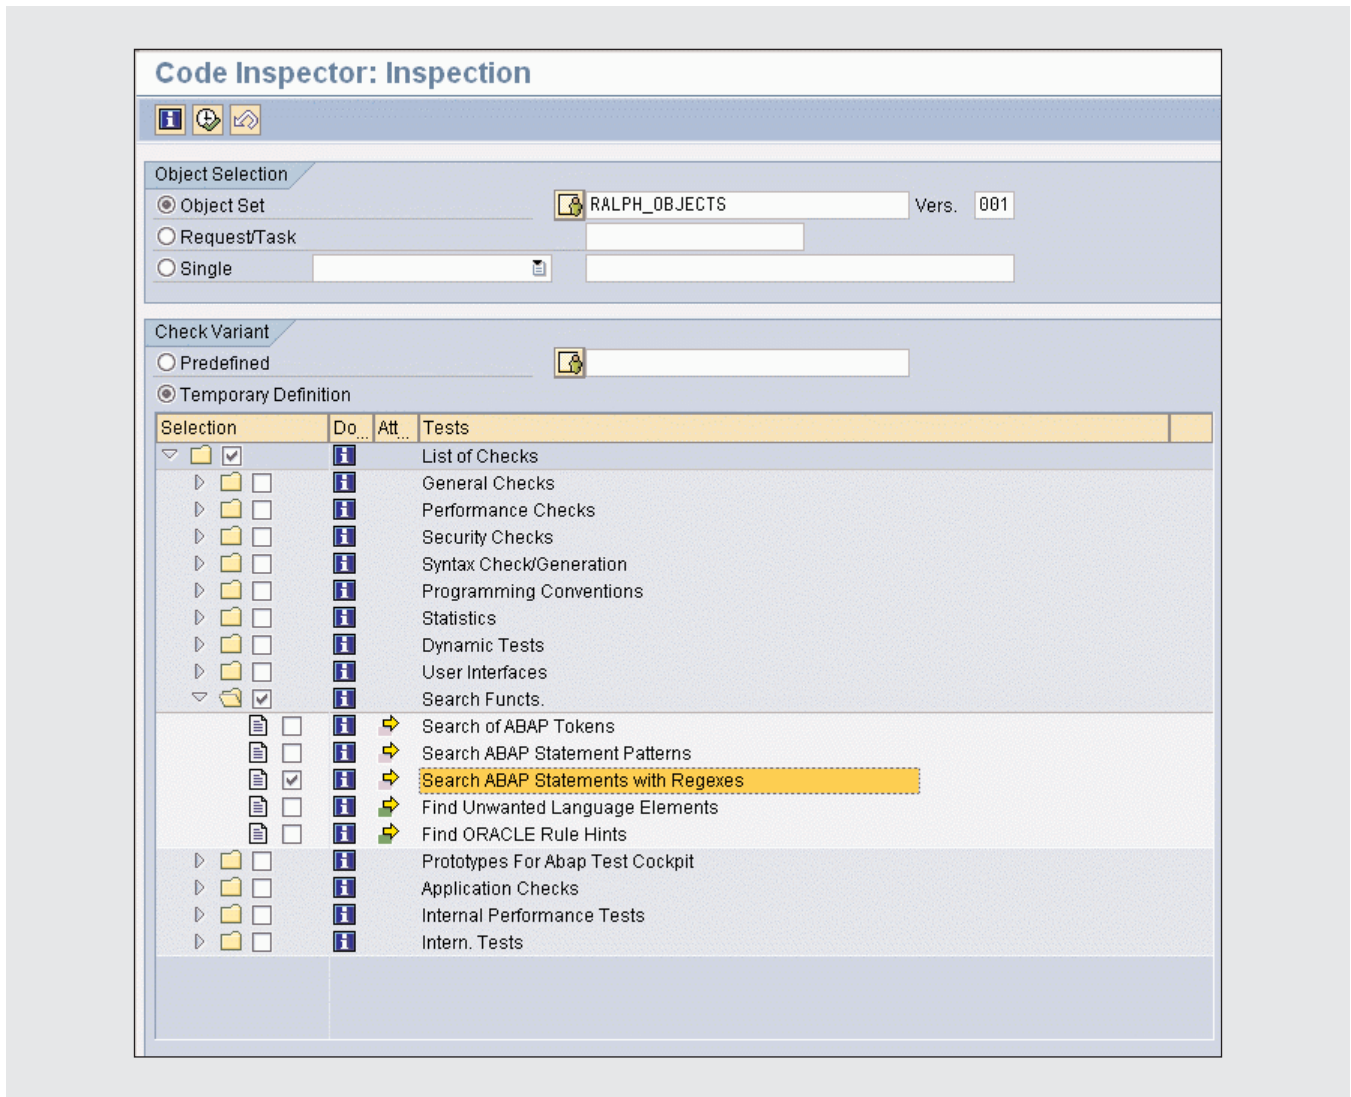 Code Inspector: Inspection
Object Selection
Object Set RALPH_OBJECTS Vers. 001
Request/Task
Single
Check Variant
Predefined
Temporary Definition
Selection Do... Att... Tests
List of Checks
General Checks
Performance Checks
Security Checks
Syntax Check/Generation
Programming Conventions
Statistics
Dynamic Tests
User Interfaces
Search Functs.
Search of ABAP Tokens
Search ABAP Statement Patterns
Search ABAP Statements with Regexes
Find Unwanted Language Elements
Find ORACLE Rule Hints
Prototypes For Abap Test Cockpit
Application Checks
Internal Performance Tests
Intern. Tests